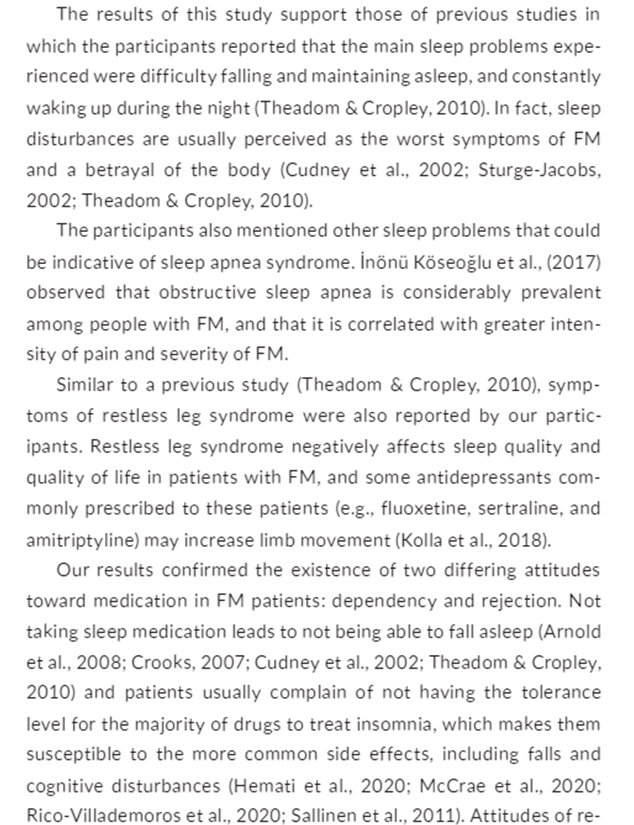 The results of this study support those of previous studies in
which the participants reported that the main sleep problems expe-
rienced were difficulty falling and maintaining asleep, and constantly
waking up during the night (Theadom & Cropley, 2010). In fact, sleep
disturbances are usually perceived as the worst symptoms of FM
and a betrayal of the body (Cudney et al., 2002; Sturge-Jacobs,
2002; Theadom & Cropley, 2010).
The participants also mentioned other sleep problems that could
be indicative of sleep apnea syndrome. İnönü Köseoğlu et al., (2017)
observed that obstructive sleep apnea is considerably prevalent
among people with FM, and that it is correlated with greater inten-
sity of pain and severity of FM.
Similar to a previous study (Theadom & Cropley, 2010), symp-
toms of restless leg syndrome were also reported by our partic-
ipants. Restless leg syndrome negatively affects sleep quality and
quality of life in patients with FM, and some antidepressants com-
monly prescribed to these patients (e.g., fluoxetine, sertraline, and
amitriptyline) may increase limb movement (Kolla et al., 2018).
Our results confirmed the existence of two differing attitudes
toward medication in FM patients: dependency and rejection. Not
taking sleep medication leads to not being able to fall asleep (Arnold
et al., 2008; Crooks, 2007; Cudney et al., 2002; Theadom & Cropley,
2010) and patients usually complain of not having the tolerance
level for the majority of drugs to treat insomnia, which makes them
susceptible to the more common side effects, including falls and
cognitive disturbances (Hemati et al., 2020; McCrae et al., 2020;
Rico-Villademoros et al., 2020; Sallinen et al., 2011). Attitudes of re-